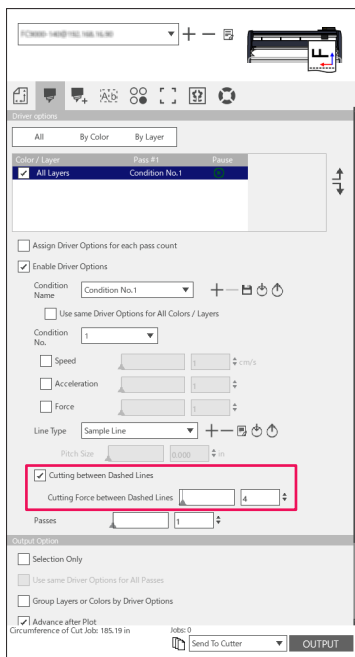 All By Color By Layer
Driver options
Color / Layer Pass #1 Pause
All Layers Condition No.1
Assign Driver Options for each pass count
Enable Driver Options
Condition Name Condition No.1
Use same Driver Options for All Colors / Layers
Condition No. 1
Speed 1 cm/s
Acceleration 1
Force 1
Line Type Sample Line
Pitch Size 0.000 in
Cutting between Dashed Lines
Cutting Force between Dashed Lines 4
Passes 1
Output Option
Selection Only
Use same Driver Options for All Passes
Group Layers or Colors by Driver Options
Advance after Plot
Circumference of Cut Job: 185.19 in Jobs: 0
Send To Cutter OUTPUT